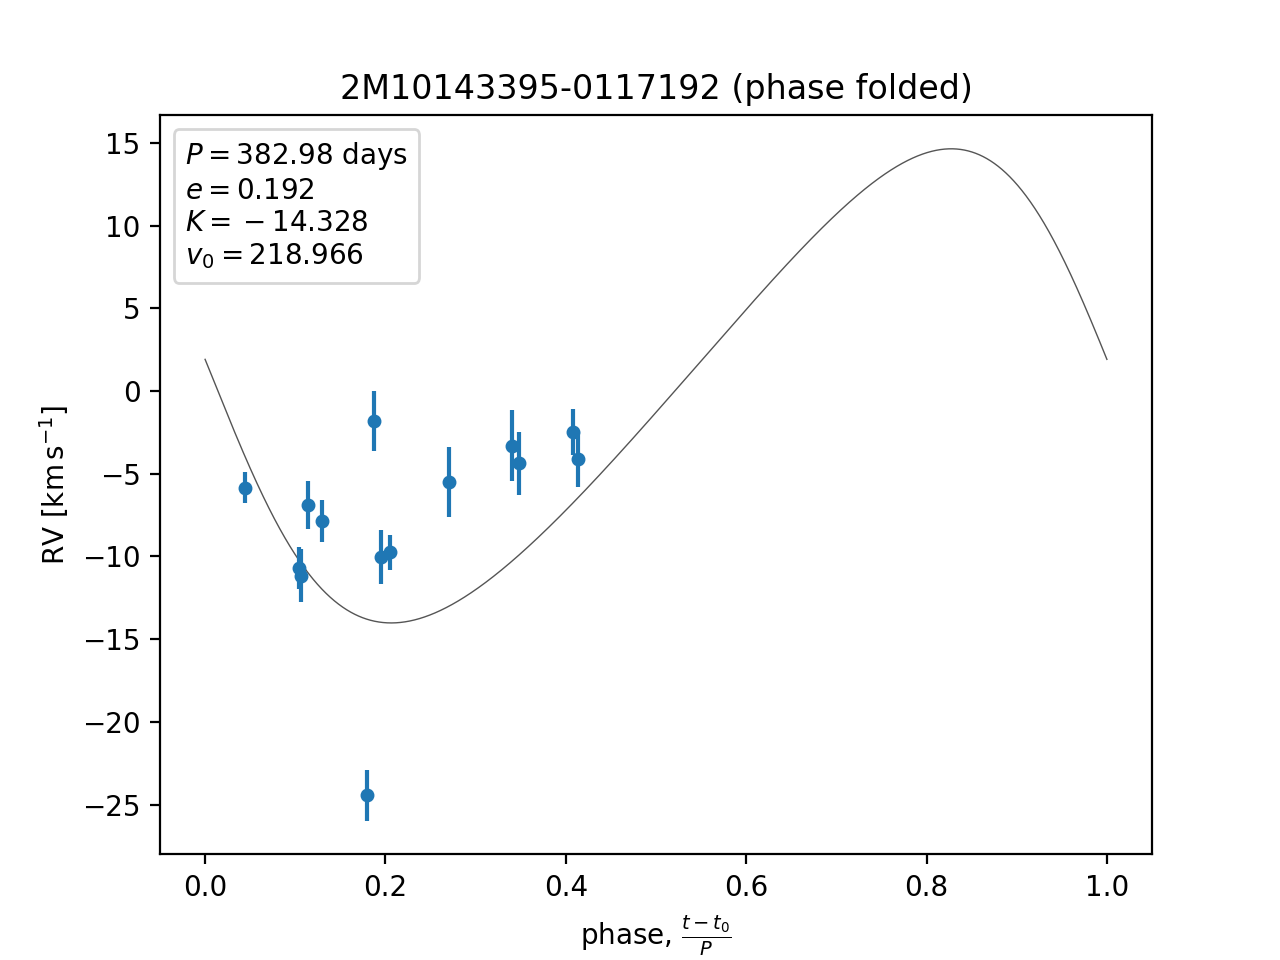 2M10143395-0117192 (phase folded)
P = 382.98 days
e = 0.192
K = −14.328
v₀ = 218.966
15
10
5
0
−5
−10
−15
−20
−25
RV [km s⁻¹]
0.0 0.2 0.4 0.6 0.8 1.0
phase, (t − t₀)/P